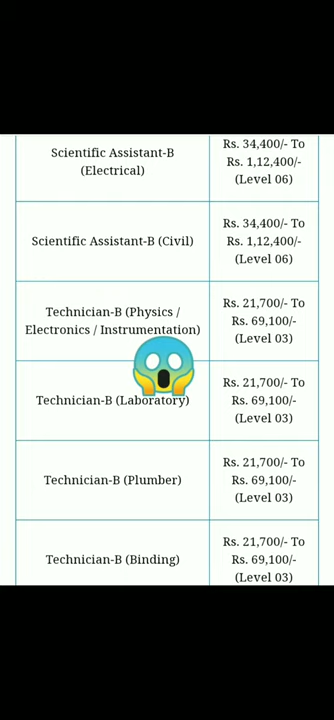 Scientific Assistant-B
(Electrical)
Rs. 34,400/- To
Rs. 1,12,400/-
(Level 06)
Scientific Assistant-B (Civil)
Rs. 34,400/- To
Rs. 1,12,400/-
(Level 06)
Technician-B (Physics /
Electronics / Instrumentation)
Rs. 21,700/- To
Rs. 69,100/-
(Level 03)
Technician-B (Laboratory)
Rs. 21,700/- To
Rs. 69,100/-
(Level 03)
Technician-B (Plumber)
Rs. 21,700/- To
Rs. 69,100/-
(Level 03)
Technician-B (Binding)
Rs. 21,700/- To
Rs. 69,100/-
(Level 03)